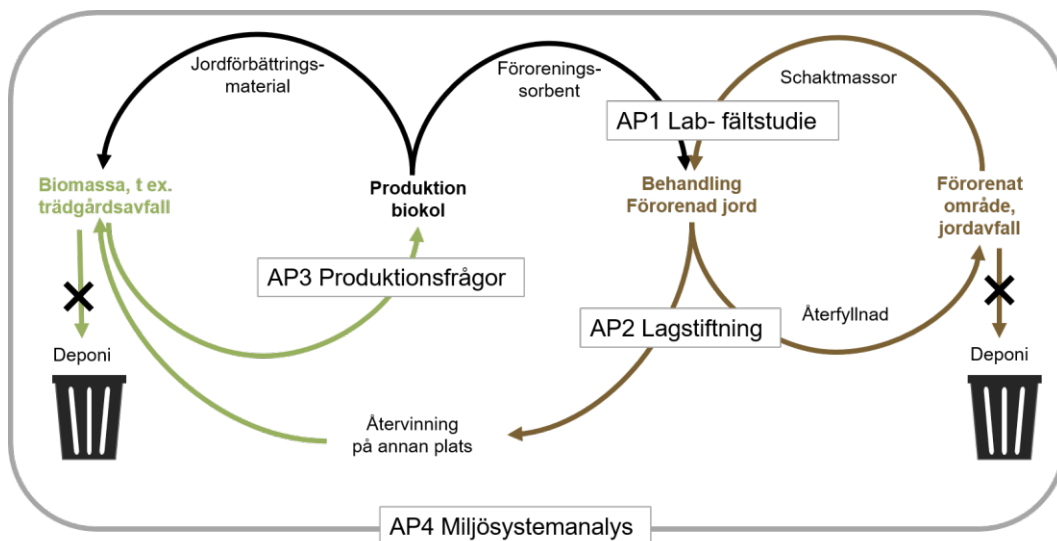 Jordförbättrings-
material
Förorenings-
sorbent
Schaktmassor
AP1 Lab- fältstudie
Biomassa, t ex.
trädgårdsavfall
Produktion
biokol
Behandling
Förorenad jord
Förorenat
område,
jordavfall
AP3 Produktionsfrågor
AP2 Lagstiftning
Återfyllnad
Deponi
Deponi
Återvinning
på annan plats
AP4 Miljösystemanalys